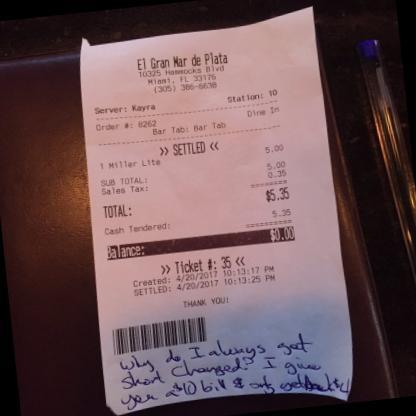 El Gran Mar de Plata
10325 Hammocks Blvd
Miami, FL 33175
(305) 386-6638
Server: Kayra Station: 10
Order #: 8262 Dine In
Bar Tab: Bar Tab
>> SETTLED <<
1 Miller Lite 5.00
SUB TOTAL: 5.00
Sales Tax: 0.35
========
TOTAL: $5.35
Cash Tendered: 5.35
========
Balance: $0.00
>> Ticket #: 35 <<
Created: 4/20/2017 10:13:17 PM
SETTLED: 4/20/2017 10:13:25 PM
THANK YOU!
Why do I always get
Short Changed? I give
you a $10 bill & only get back $4